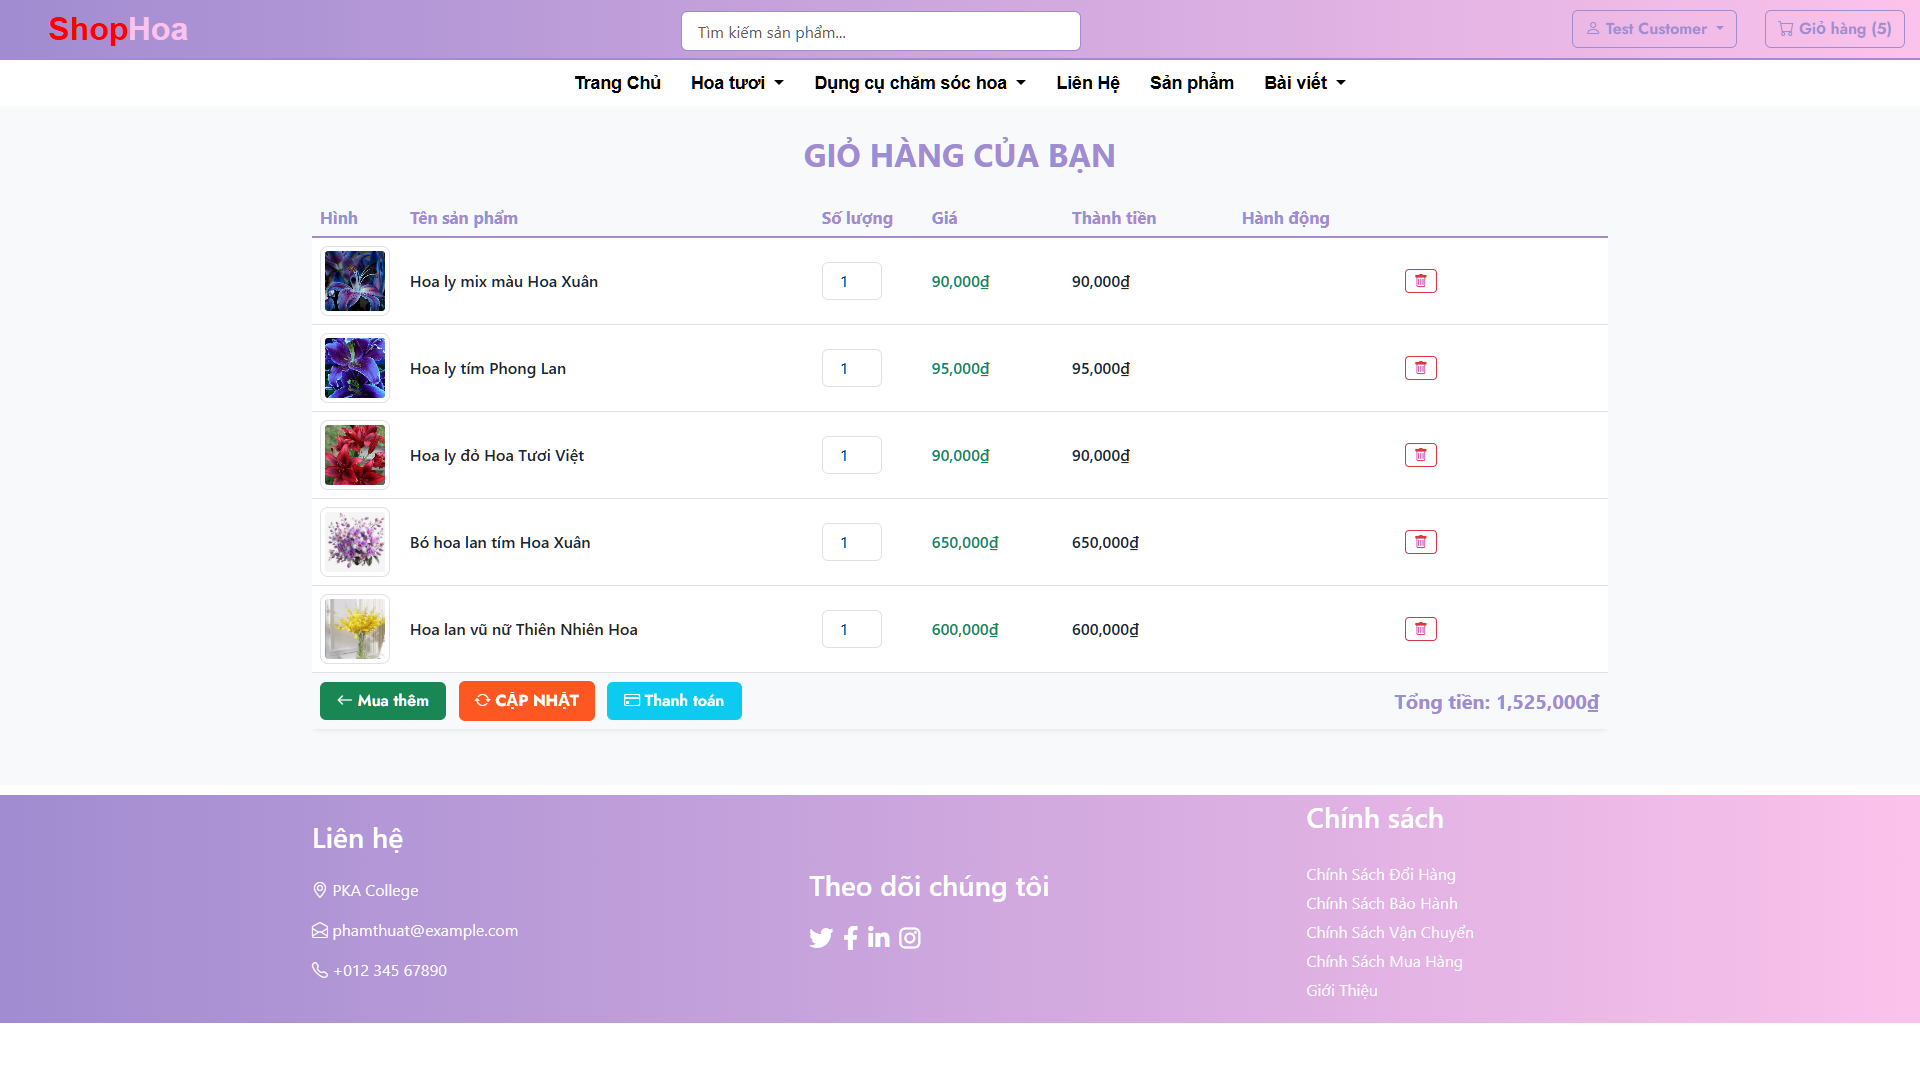 ShopHoa
Tìm kiếm sản phẩm...
Test Customer
Giỏ hàng (5)
Trang Chủ Hoa tươi Dụng cụ chăm sóc hoa Liên Hệ Sản phẩm Bài viết
GIỎ HÀNG CỦA BẠN
Hình Tên sản phẩm Số lượng Giá Thành tiền Hành động
Hoa ly mix màu Hoa Xuân 1 90,000₫ 90,000₫
Hoa ly tím Phong Lan 1 95,000₫ 95,000₫
Hoa ly đỏ Hoa Tươi Việt 1 90,000₫ 90,000₫
Bó hoa lan tím Hoa Xuân 1 650,000₫ 650,000₫
Hoa lan vũ nữ Thiên Nhiên Hoa 1 600,000₫ 600,000₫
Mua thêm CẬP NHẬT Thanh toán Tổng tiền: 1,525,000₫
Liên hệ
PKA College
phamthuat@example.com
+012 345 67890
Theo dõi chúng tôi
Chính sách
Chính Sách Đổi Hàng
Chính Sách Bảo Hành
Chính Sách Vận Chuyển
Chính Sách Mua Hàng
Giới Thiệu